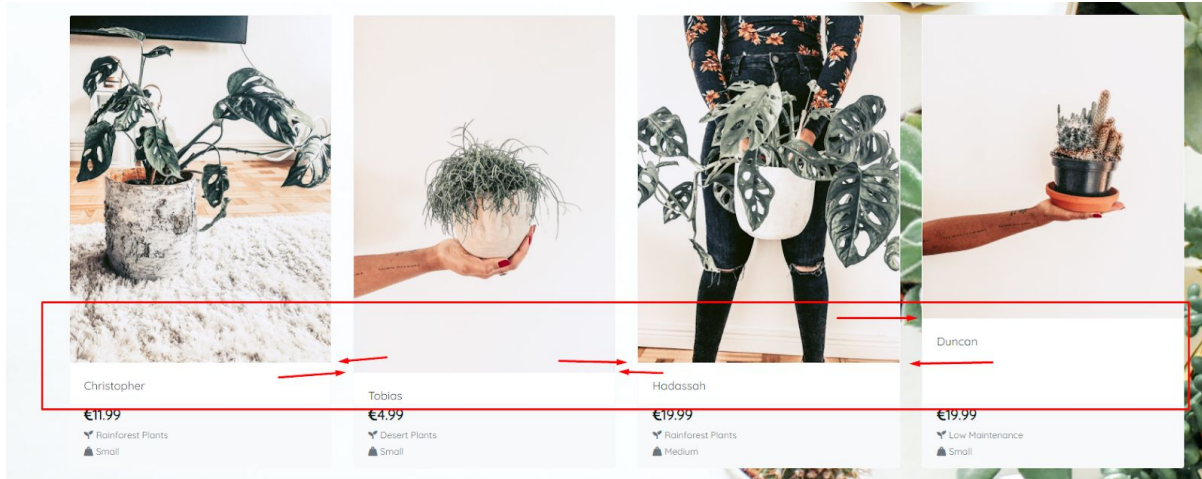 Christopher
€11.99
Rainforest Plants
Small
Tobias
€4.99
Desert Plants
Small
Hadassah
€19.99
Rainforest Plants
Medium
Duncan
€19.99
Low Maintenance
Small